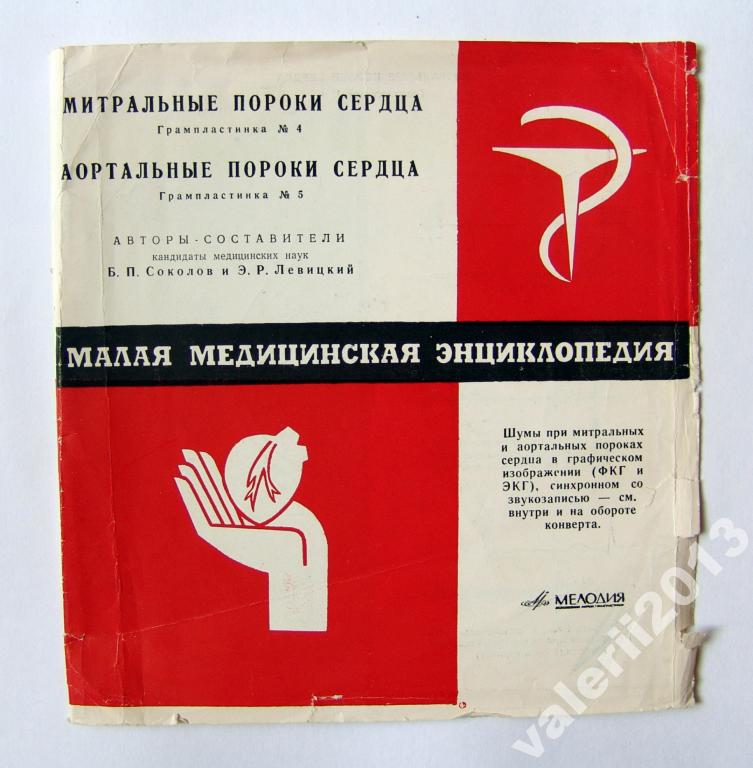 МИТРАЛЬНЫЕ ПОРОКИ СЕРДЦА
Грампластинка № 4
АОРТАЛЬНЫЕ ПОРОКИ СЕРДЦА
Грампластинка № 5
АВТОРЫ-СОСТАВИТЕЛИ
кандидаты медицинских наук
Б. П. Соколов и Э. Р. Левицкий
МАЛАЯ МЕДИЦИНСКАЯ ЭНЦИКЛОПЕДИЯ
Шумы при митральных
и аортальных пороках
сердца в графическом
изображении (ФКГ и
ЭКГ), синхронном со
звукозаписью — см.
внутри и на обороте
конверта.
МЕЛОДИЯ
valerii2013